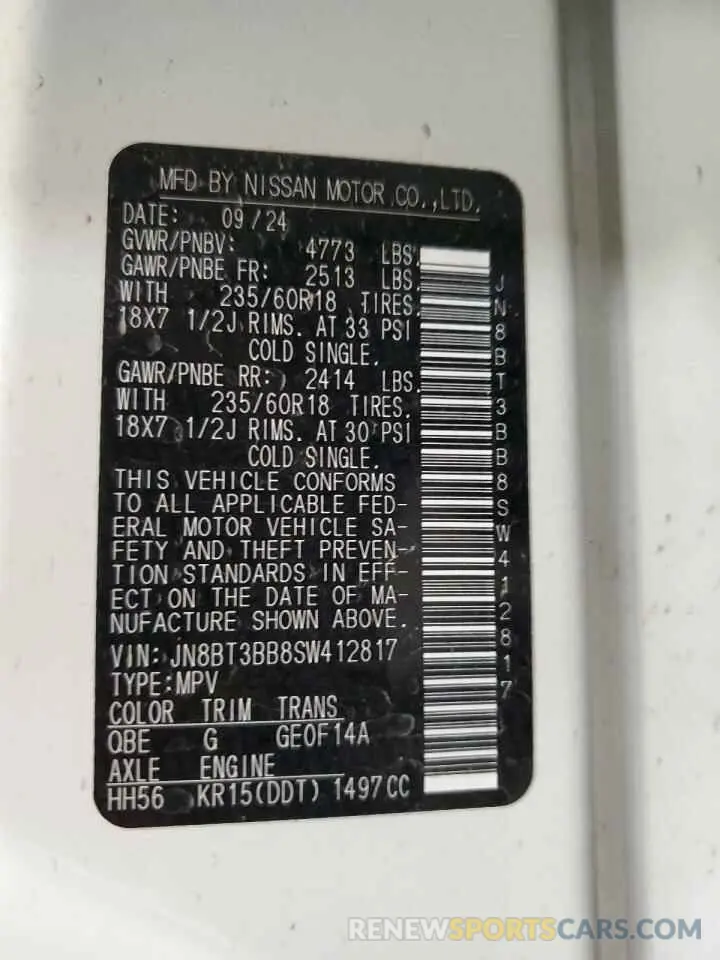 MFD BY NISSAN MOTOR CO.,LTD.
DATE: 09/24
GVWR/PNBV: 4773 LBS.
GAWR/PNBE FR: 2513 LBS.
WITH 235/60R18 TIRES.
18X7 1/2J RIMS. AT 33 PSI
COLD SINGLE.
GAWR/PNBE RR: 2414 LBS.
WITH 235/60R18 TIRES.
18X7 1/2J RIMS. AT 30 PSI
COLD SINGLE.
THIS VEHICLE CONFORMS
TO ALL APPLICABLE FED-
ERAL MOTOR VEHICLE SA-
FETY AND THEFT PREVEN-
TION STANDARDS IN EFF-
ECT ON THE DATE OF MA-
NUFACTURE SHOWN ABOVE.
VIN: JN8BT3BB8SW412817
TYPE:MPV
COLOR TRIM TRANS
QBE G GE0F14A
AXLE ENGINE
HH56 KR15(DDT) 1497CC
JN8BT3BB8SW412817
RENEWSPORTSCARS.COM